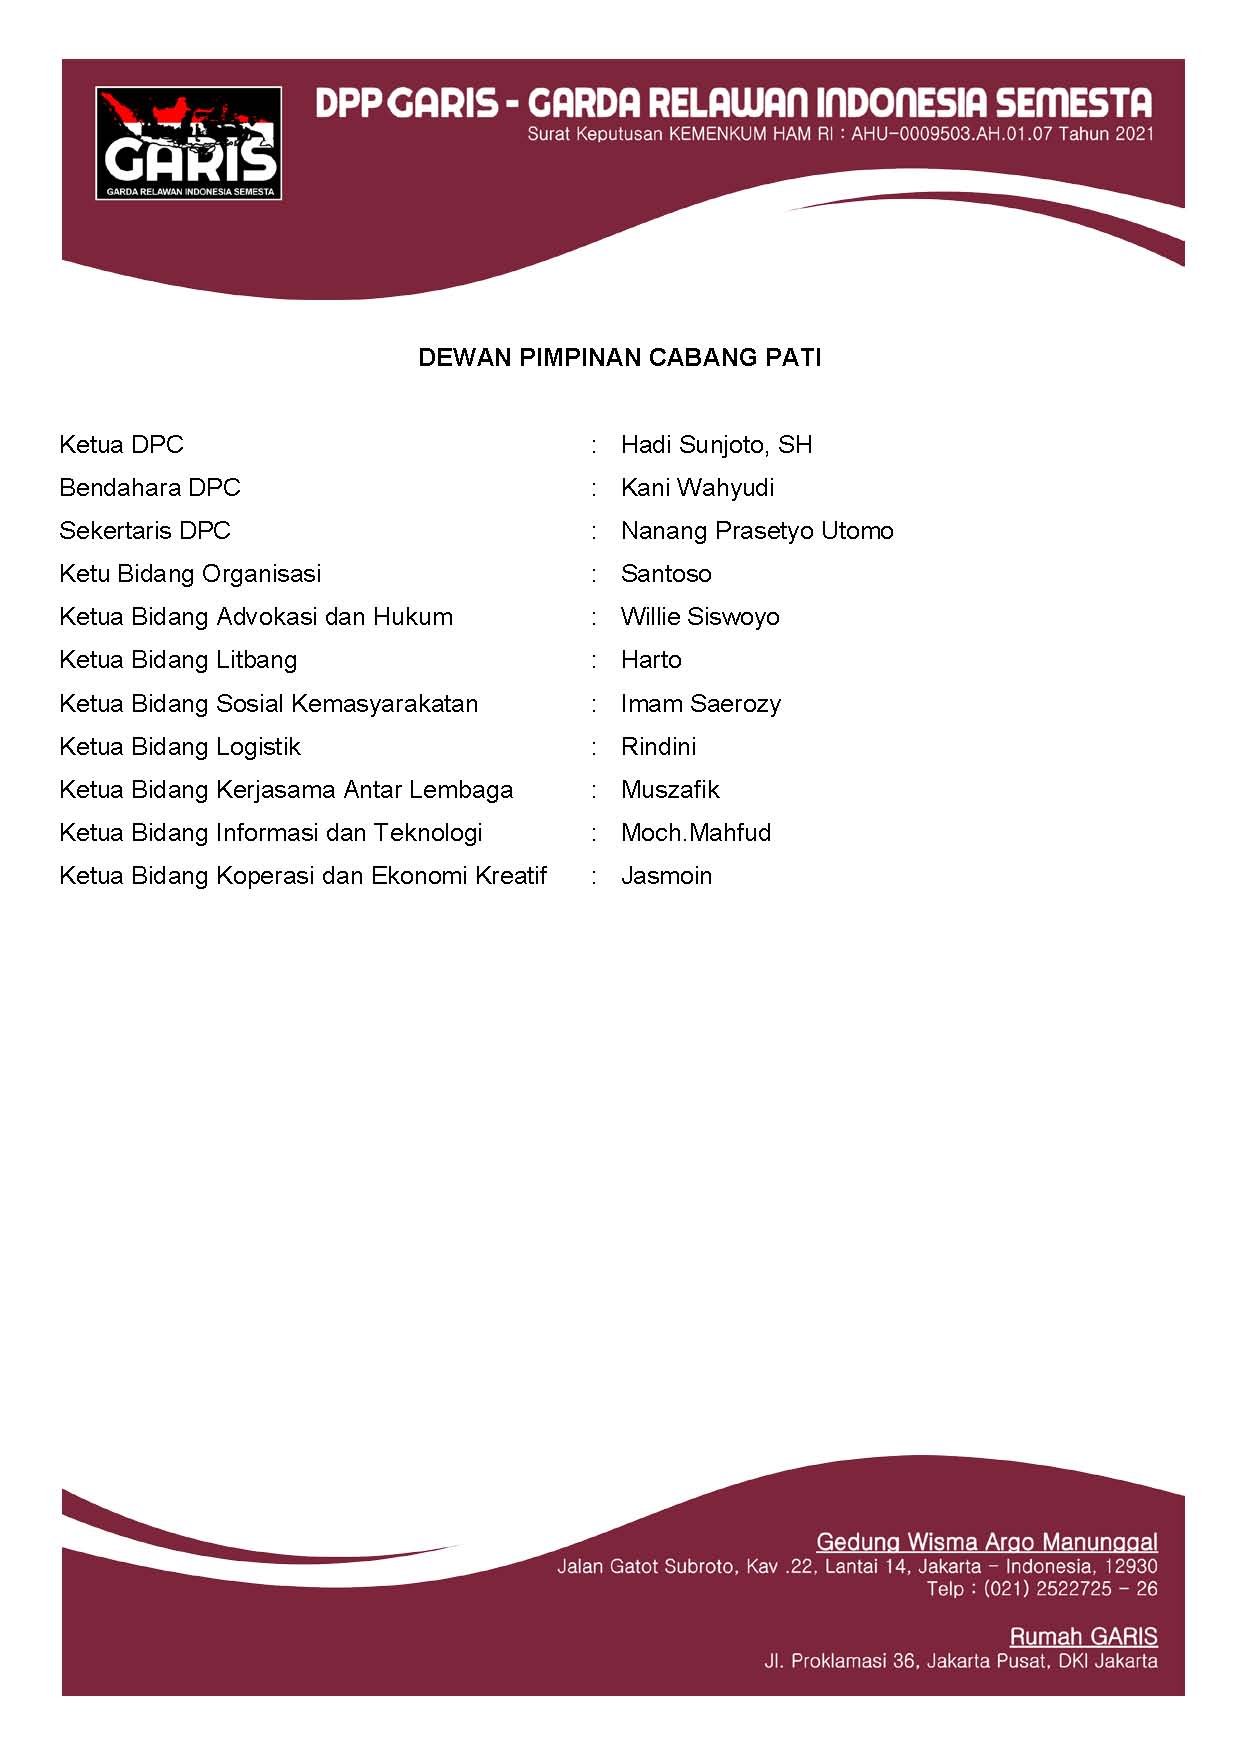 GARIS
GARDA RELAWAN INDONESIA SEMESTA
DPP GARIS - GARDA RELAWAN INDONESIA SEMESTA
Surat Keputusan KEMENKUM HAM RI : AHU-0009503.AH.01.07 Tahun 2021
DEWAN PIMPINAN CABANG PATI
Ketua DPC : Hadi Sunjoto, SH
Bendahara DPC : Kani Wahyudi
Sekertaris DPC : Nanang Prasetyo Utomo
Ketu Bidang Organisasi : Santoso
Ketua Bidang Advokasi dan Hukum : Willie Siswoyo
Ketua Bidang Litbang : Harto
Ketua Bidang Sosial Kemasyarakatan : Imam Saerozy
Ketua Bidang Logistik : Rindini
Ketua Bidang Kerjasama Antar Lembaga : Muszafik
Ketua Bidang Informasi dan Teknologi : Moch.Mahfud
Ketua Bidang Koperasi dan Ekonomi Kreatif : Jasmoin
Gedung Wisma Argo Manunggal
Jalan Gatot Subroto, Kav .22, Lantai 14, Jakarta - Indonesia, 12930
Telp : (021) 2522725 - 26
Rumah GARIS
Jl. Proklamasi 36, Jakarta Pusat, DKI Jakarta